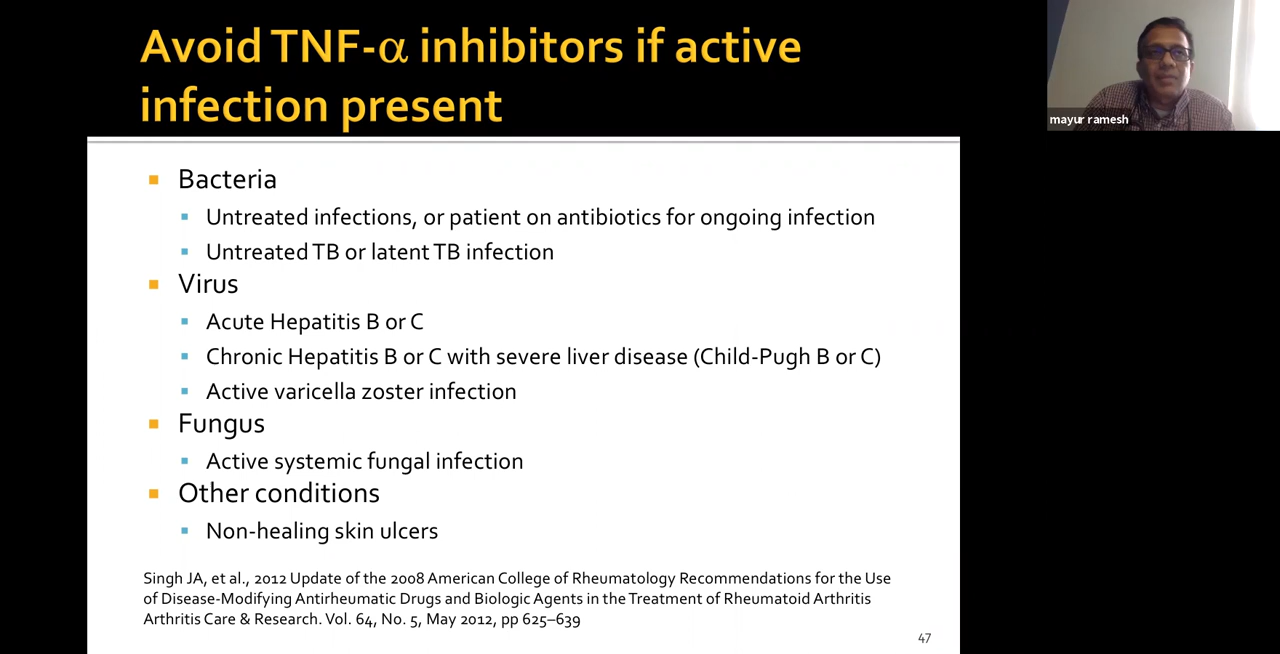 Avoid TNF-α inhibitors if active
infection present
mayur ramesh
Bacteria
Untreated infections, or patient on antibiotics for ongoing infection
Untreated TB or latent TB infection
Virus
Acute Hepatitis B or C
Chronic Hepatitis B or C with severe liver disease (Child-Pugh B or C)
Active varicella zoster infection
Fungus
Active systemic fungal infection
Other conditions
Non-healing skin ulcers
Singh JA, et al., 2012 Update of the 2008 American College of Rheumatology Recommendations for the Use
of Disease-Modifying Antirheumatic Drugs and Biologic Agents in the Treatment of Rheumatoid Arthritis
Arthritis Care & Research. Vol. 64, No. 5, May 2012, pp 625–639
47